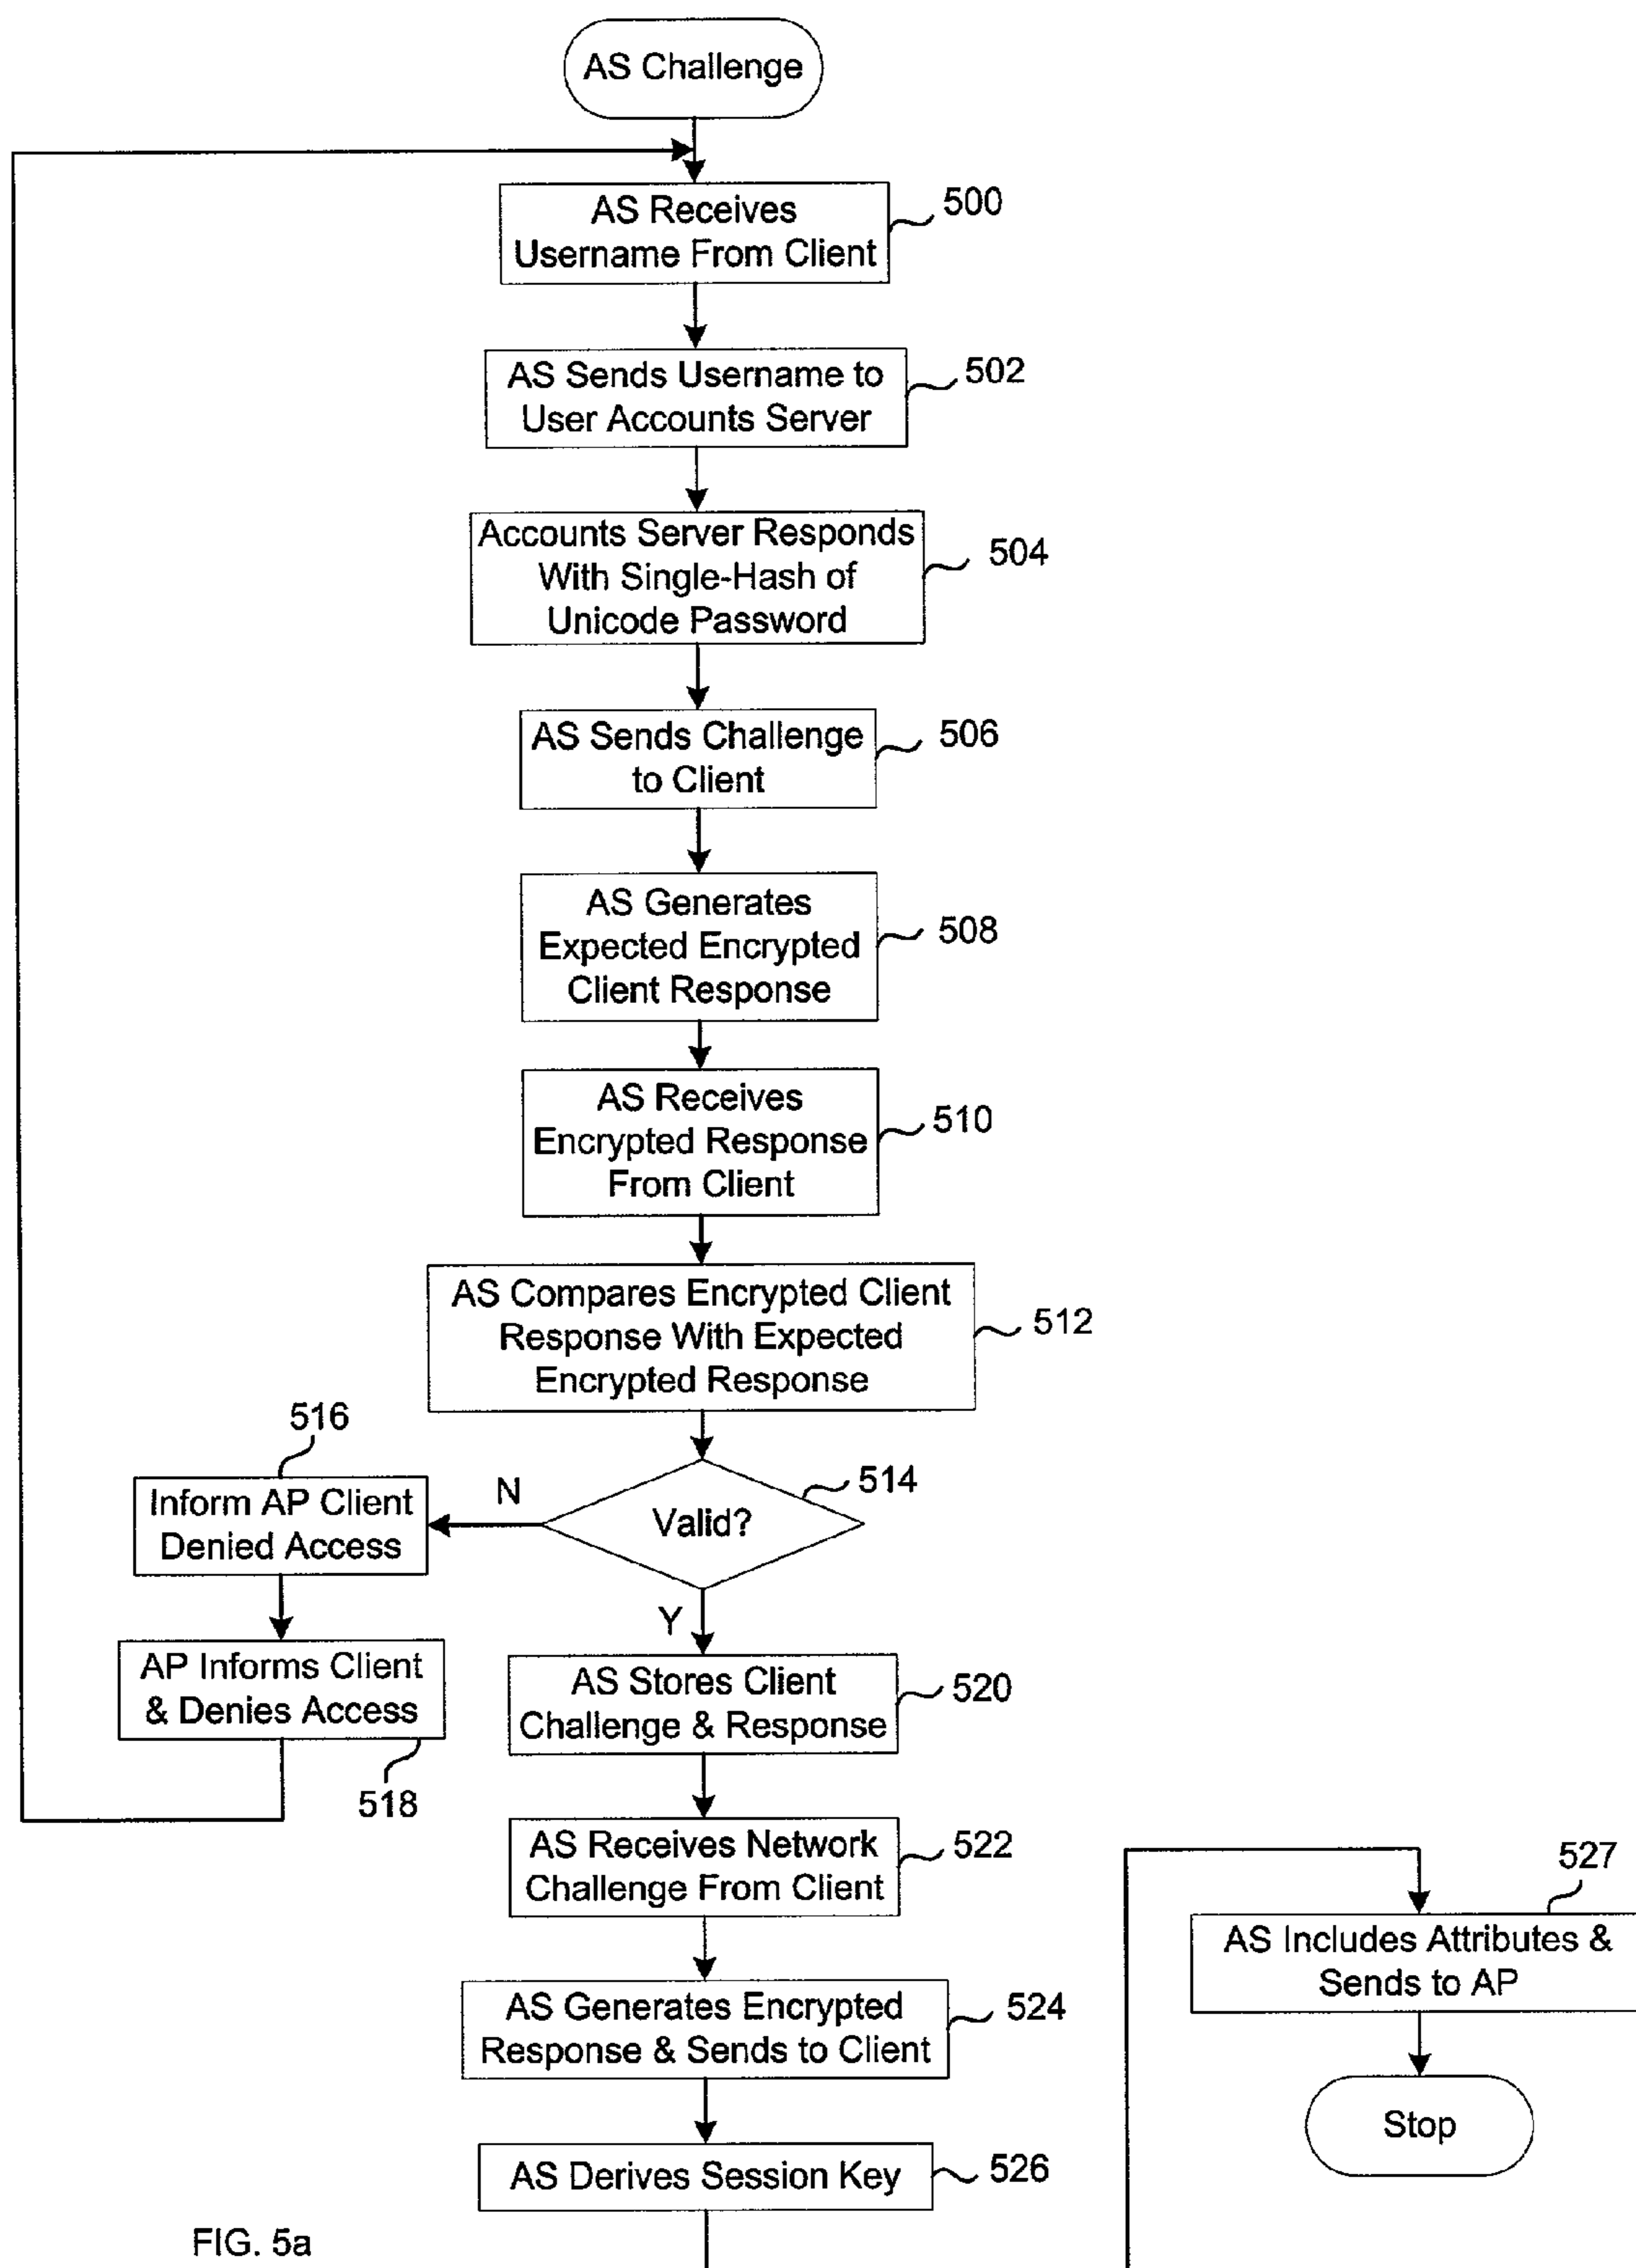 AS Challenge
AS Receives
Username From Client
500
AS Sends Username to
User Accounts Server
502
Accounts Server Responds
With Single-Hash of
Unicode Password
504
AS Sends Challenge
to Client
506
AS Generates
Expected Encrypted
Client Response
508
AS Receives
Encrypted Response
From Client
510
AS Compares Encrypted Client
Response With Expected
Encrypted Response
512
Valid?
514
N
516
Inform AP Client
Denied Access
AP Informs Client
& Denies Access
518
Y
AS Stores Client
Challenge & Response
520
AS Receives Network
Challenge From Client
522
AS Generates Encrypted
Response & Sends to Client
524
AS Derives Session Key
526
527
AS Includes Attributes &
Sends to AP
Stop
FIG. 5a